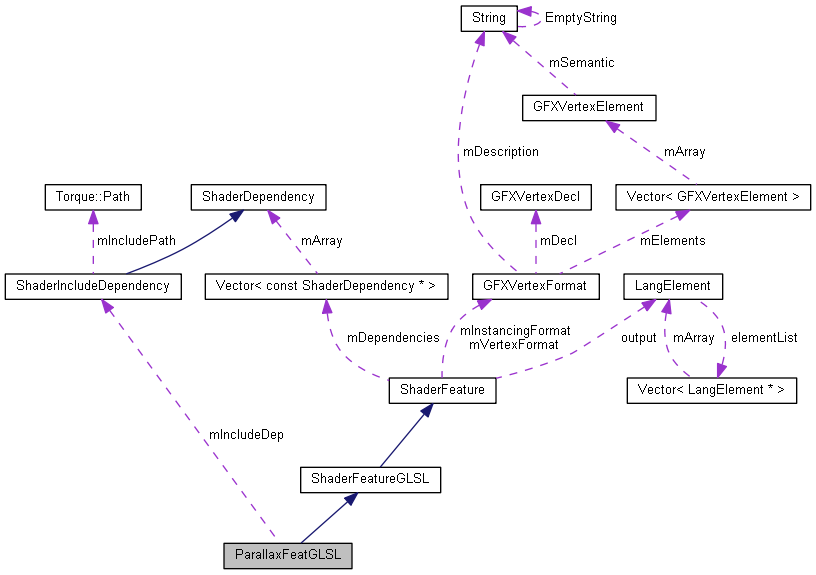 String
EmptyString
mSemantic
GFXVertexElement
mDescription
mArray
Torque::Path
ShaderDependency
GFXVertexDecl
Vector< GFXVertexElement >
mIncludePath
mArray
mDecl
mElements
ShaderIncludeDependency
Vector< const ShaderDependency * >
GFXVertexFormat
LangElement
mDependencies
mInstancingFormat
mVertexFormat
output
mArray
elementList
ShaderFeature
Vector< LangElement * >
mIncludeDep
ShaderFeatureGLSL
ParallaxFeatGLSL